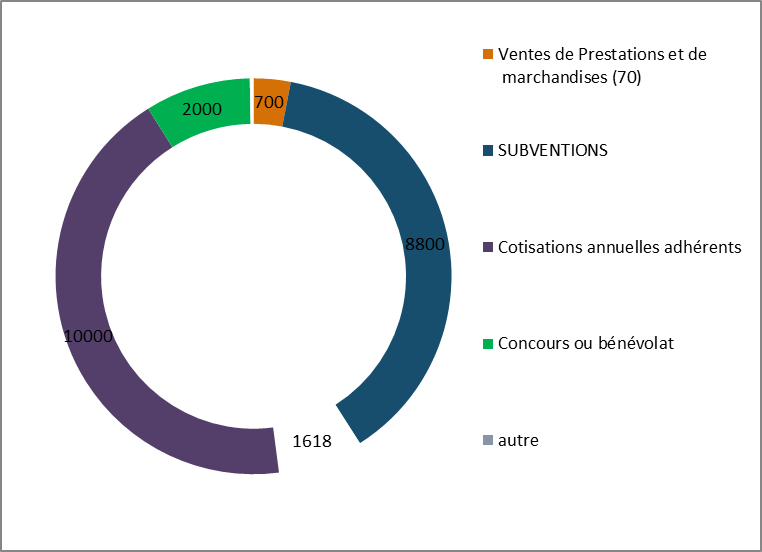 700
2000
8800
10000
1618
Ventes de Prestations et de
marchandises (70)
SUBVENTIONS
Cotisations annuelles adhérents
Concours ou bénévolat
autre